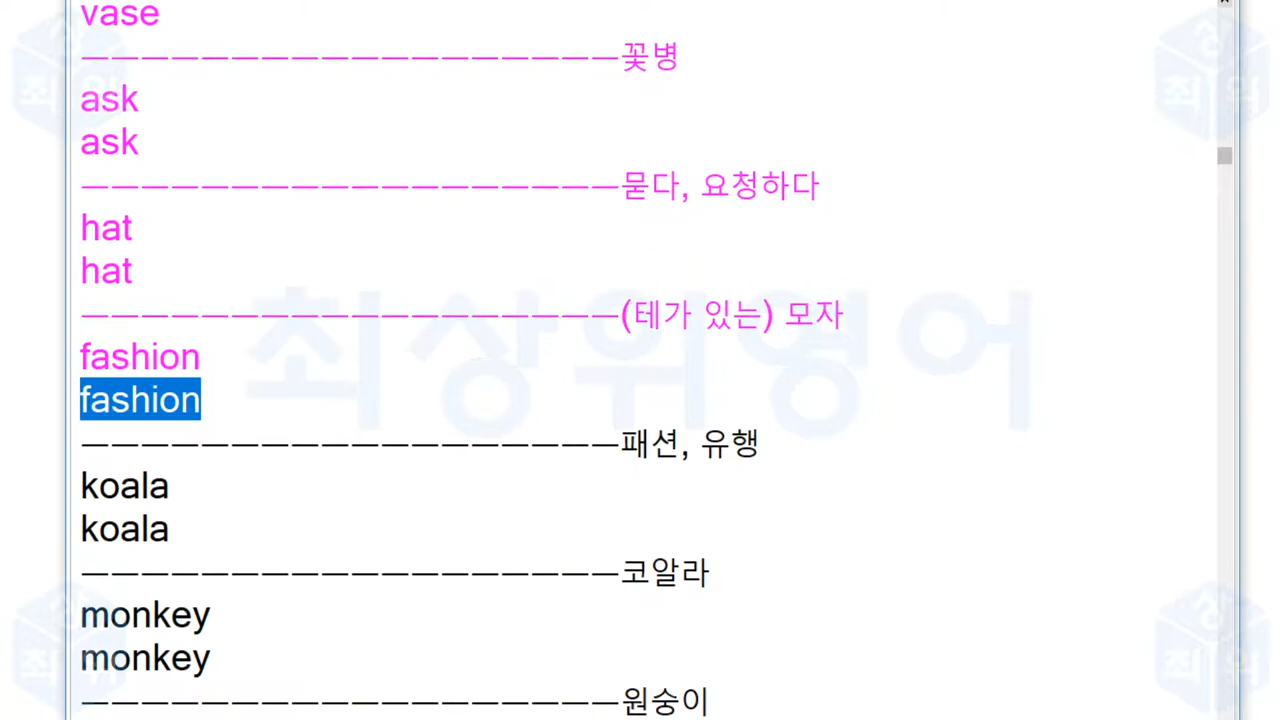 vase
——————————————————꽃병
ask
ask
——————————————————묻다, 요청하다
hat
hat
——————————————————(테가 있는) 모자
fashion
fashion
——————————————————패션, 유행
koala
koala
——————————————————코알라
monkey
monkey
——————————————————원숭이
최상위영어